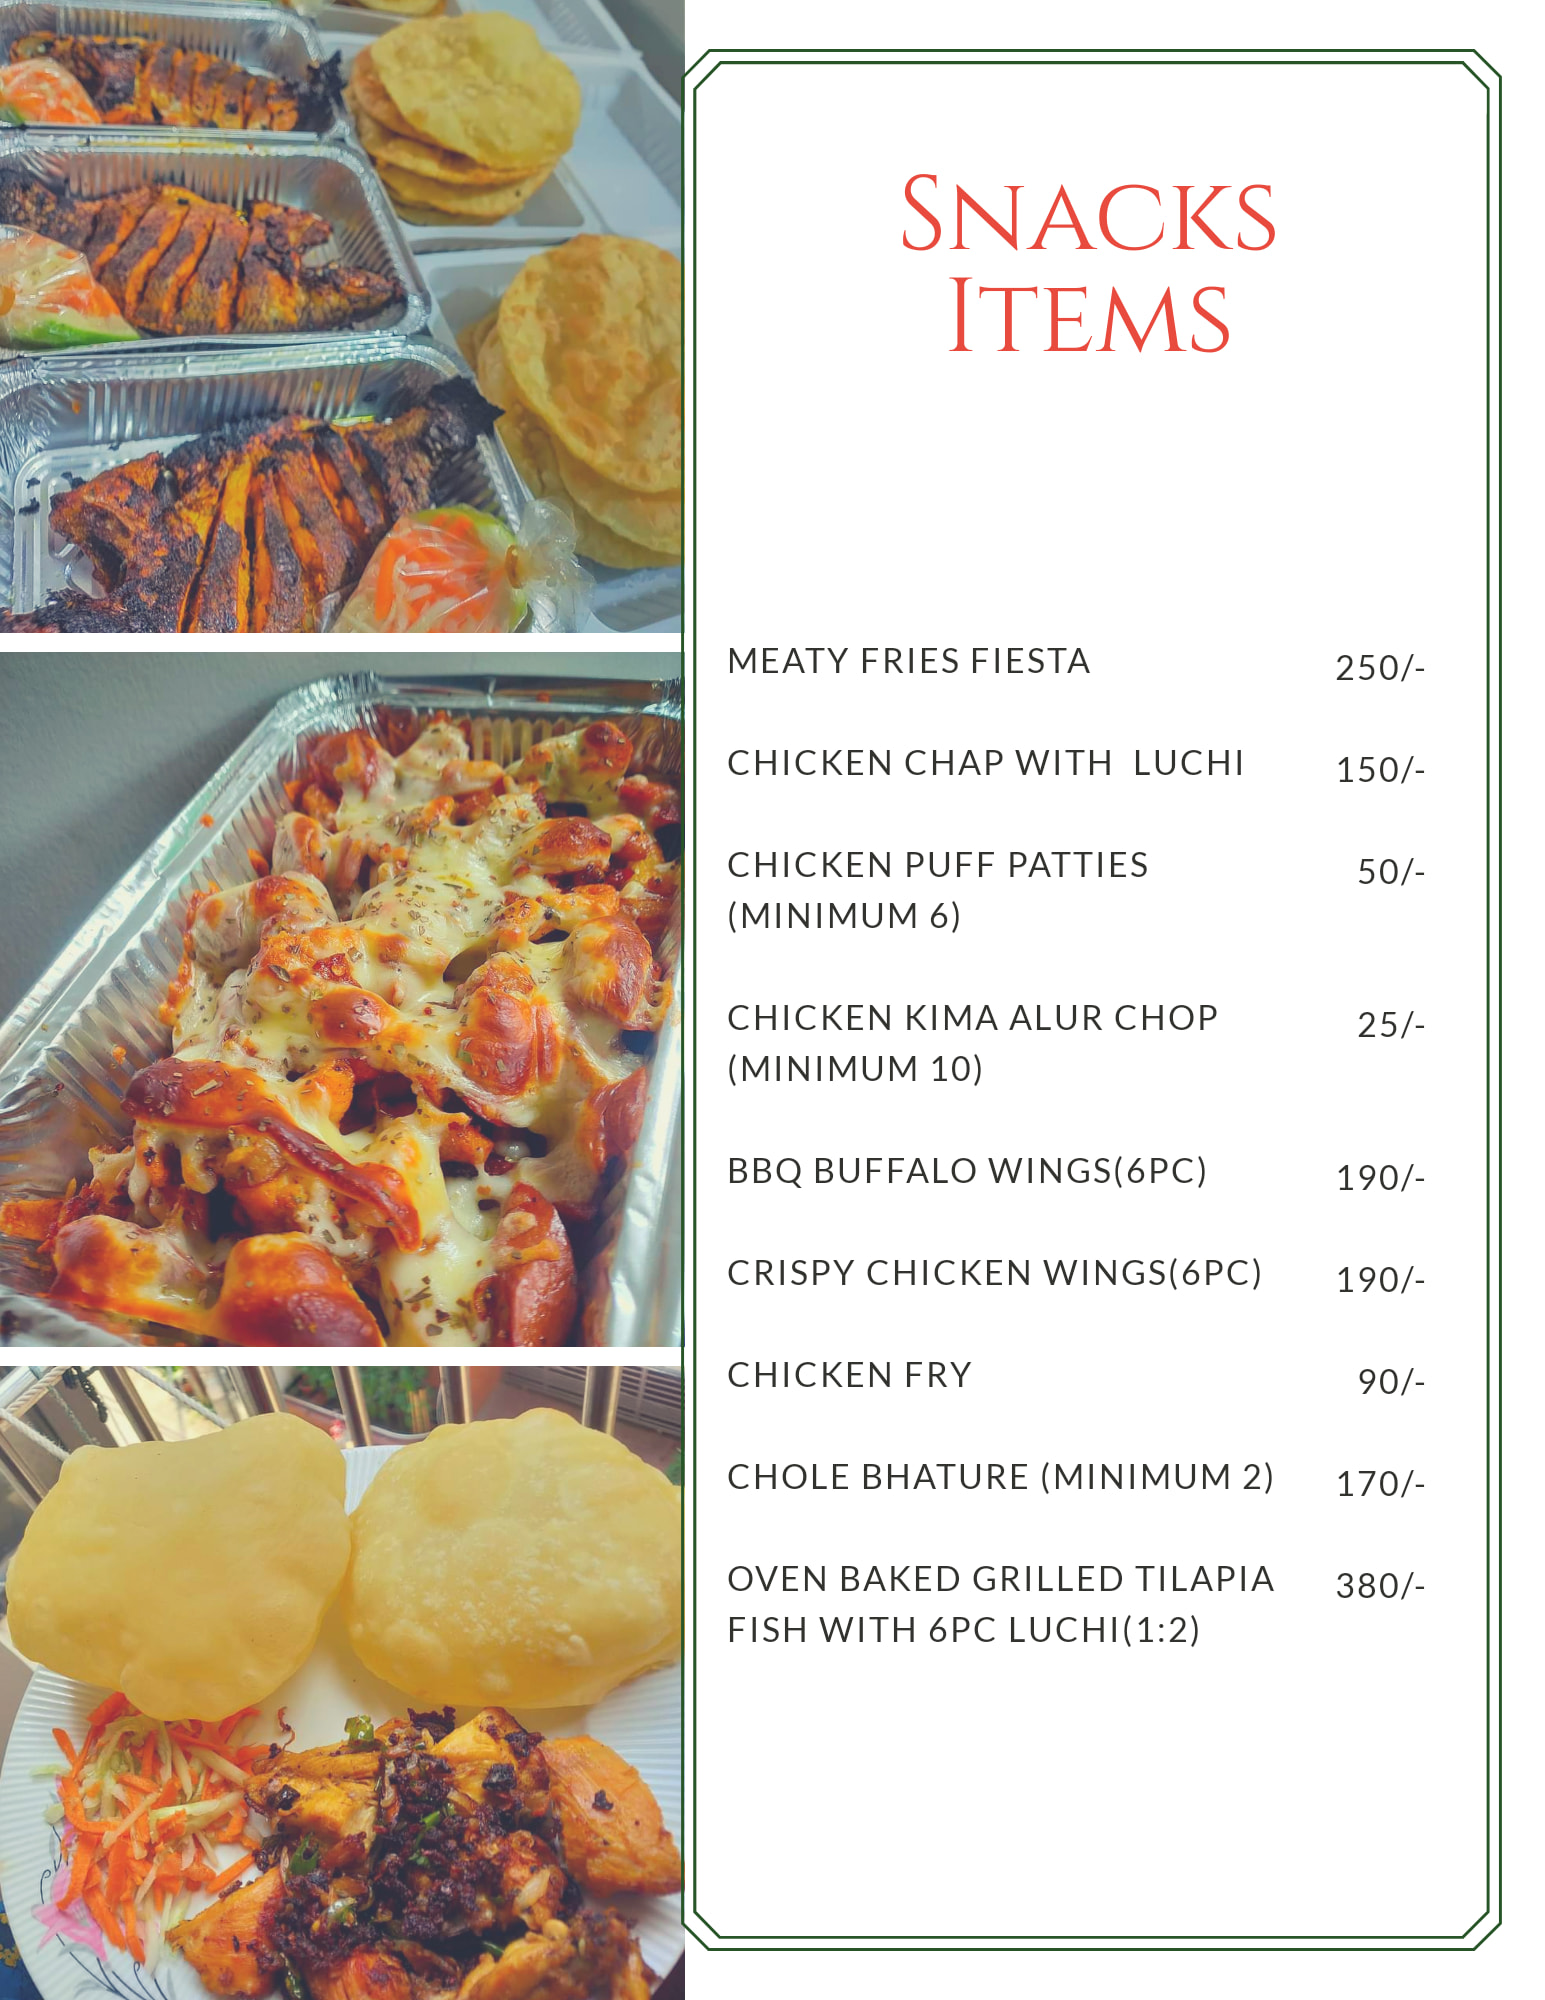 Snacks
Items
MEATY FRIES FIESTA 250/-
CHICKEN CHAP WITH LUCHI 150/-
CHICKEN PUFF PATTIES 50/-
(MINIMUM 6)
CHICKEN KIMA ALUR CHOP 25/-
(MINIMUM 10)
BBQ BUFFALO WINGS(6PC) 190/-
CRISPY CHICKEN WINGS(6PC) 190/-
CHICKEN FRY 90/-
CHOLE BHATURE (MINIMUM 2) 170/-
OVEN BAKED GRILLED TILAPIA 380/-
FISH WITH 6PC LUCHI(1:2)